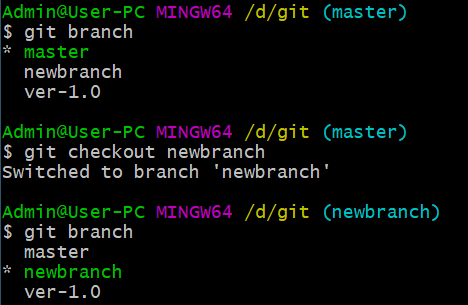 Admin@User-PC MINGW64 /d/git (master)
$ git branch
* master
  newbranch
  ver-1.0

Admin@User-PC MINGW64 /d/git (master)
$ git checkout newbranch
Switched to branch 'newbranch'

Admin@User-PC MINGW64 /d/git (newbranch)
$ git branch
  master
* newbranch
  ver-1.0